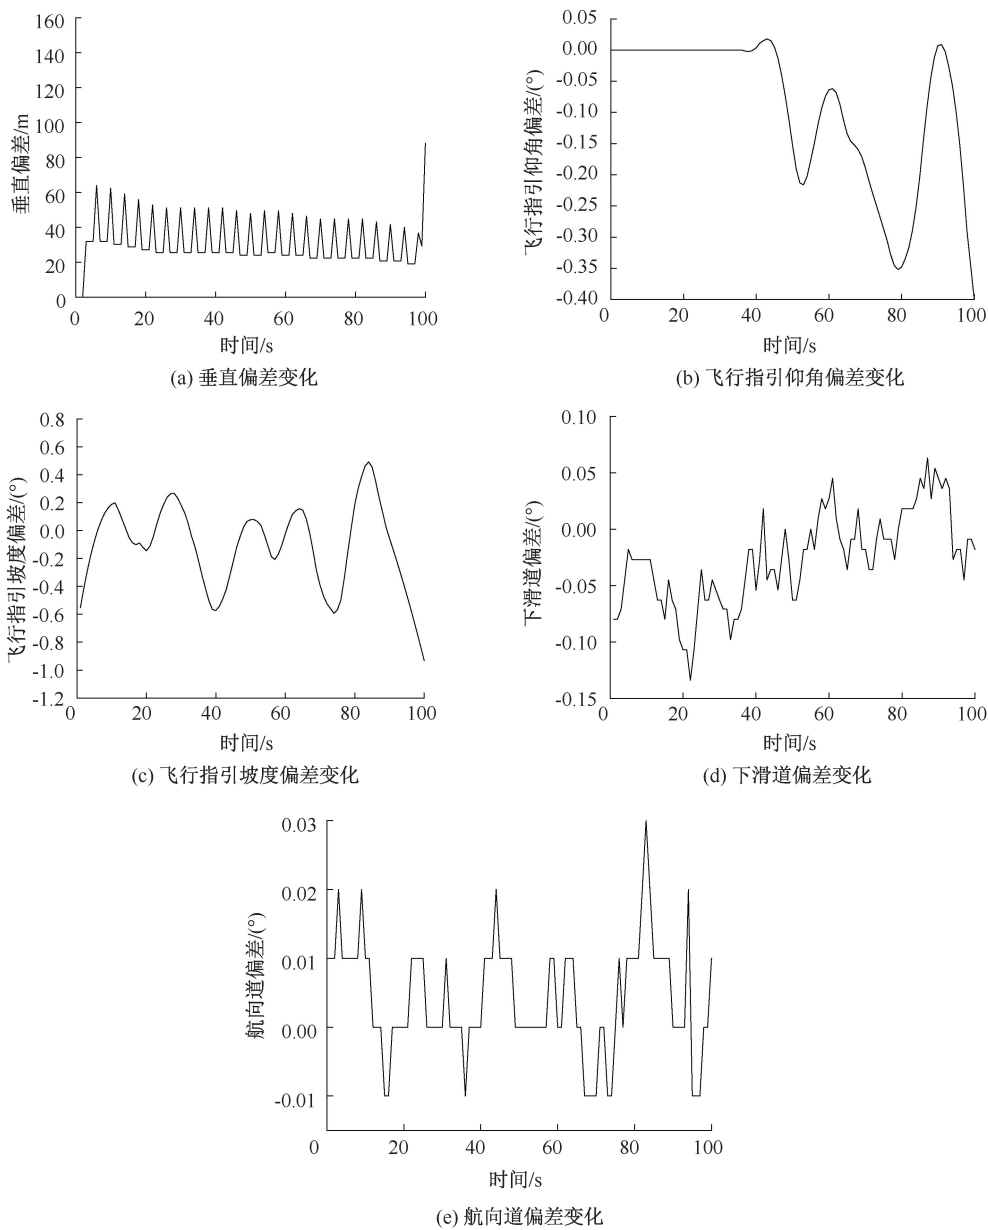 160
140
120
100
80
60
40
20
0
垂直偏差/m
0 20 40 60 80 100
时间/s
(a) 垂直偏差变化
0.05
0.00
-0.05
-0.10
-0.15
-0.20
-0.25
-0.30
-0.35
-0.40
飞行指引仰角偏差/(°)
0 20 40 60 80 100
时间/s
(b) 飞行指引仰角偏差变化
0.8
0.6
0.4
0.2
0.0
-0.2
-0.4
-0.6
-0.8
-1.0
-1.2
飞行指引坡度偏差/(°)
0 20 40 60 80 100
时间/s
(c) 飞行指引坡度偏差变化
0.10
0.05
0.00
-0.05
-0.10
-0.15
下滑道偏差/(°)
0 20 40 60 80 100
时间/s
(d) 下滑道偏差变化
0.03
0.02
0.01
0.00
-0.01
航向道偏差/(°)
0 20 40 60 80 100
时间/s
(e) 航向道偏差变化